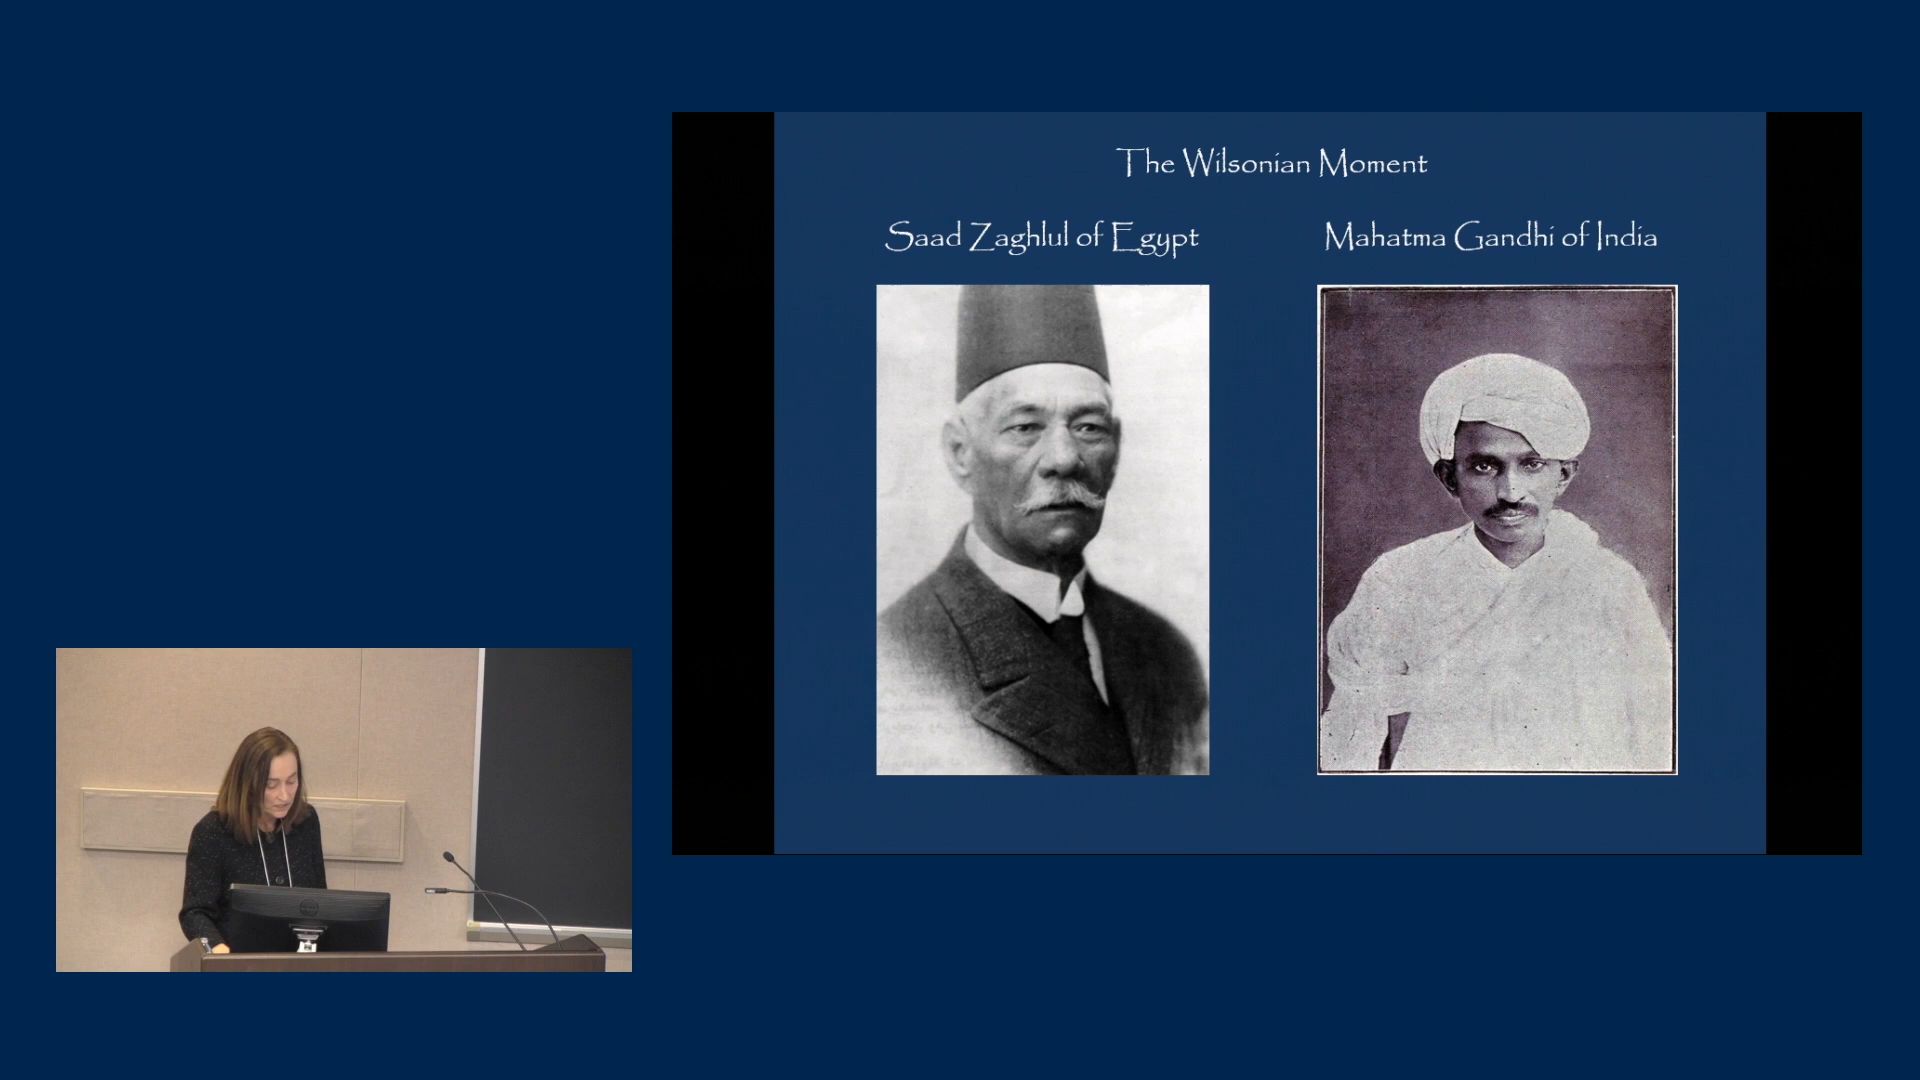 The Wilsonian Moment
Saad Zaghlul of Egypt
Mahatma Gandhi of India